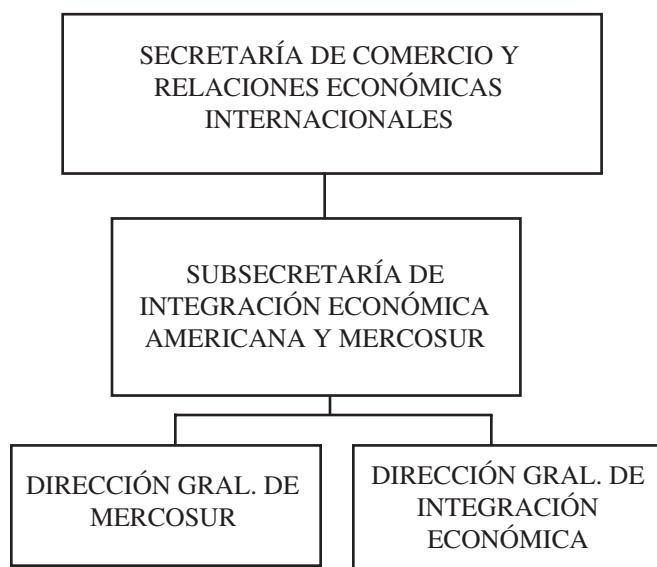 SECRETARÍA DE COMERCIO Y
RELACIONES ECONÓMICAS
INTERNACIONALES
SUBSECRETARÍA DE
INTEGRACIÓN ECONÓMICA
AMERICANA Y MERCOSUR
DIRECCIÓN GRAL. DE
MERCOSUR
DIRECCIÓN GRAL. DE
INTEGRACIÓN
ECONÓMICA